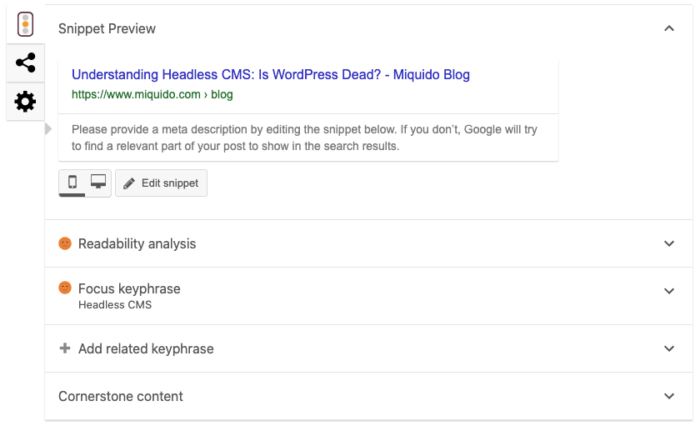 Snippet Preview
Understanding Headless CMS: Is WordPress Dead? - Miquido Blog
https://www.miquido.com › blog
Please provide a meta description by editing the snippet below. If you don't, Google will try
to find a relevant part of your post to show in the search results.
Edit snippet
Readability analysis
Focus keyphrase
Headless CMS
Add related keyphrase
Cornerstone content